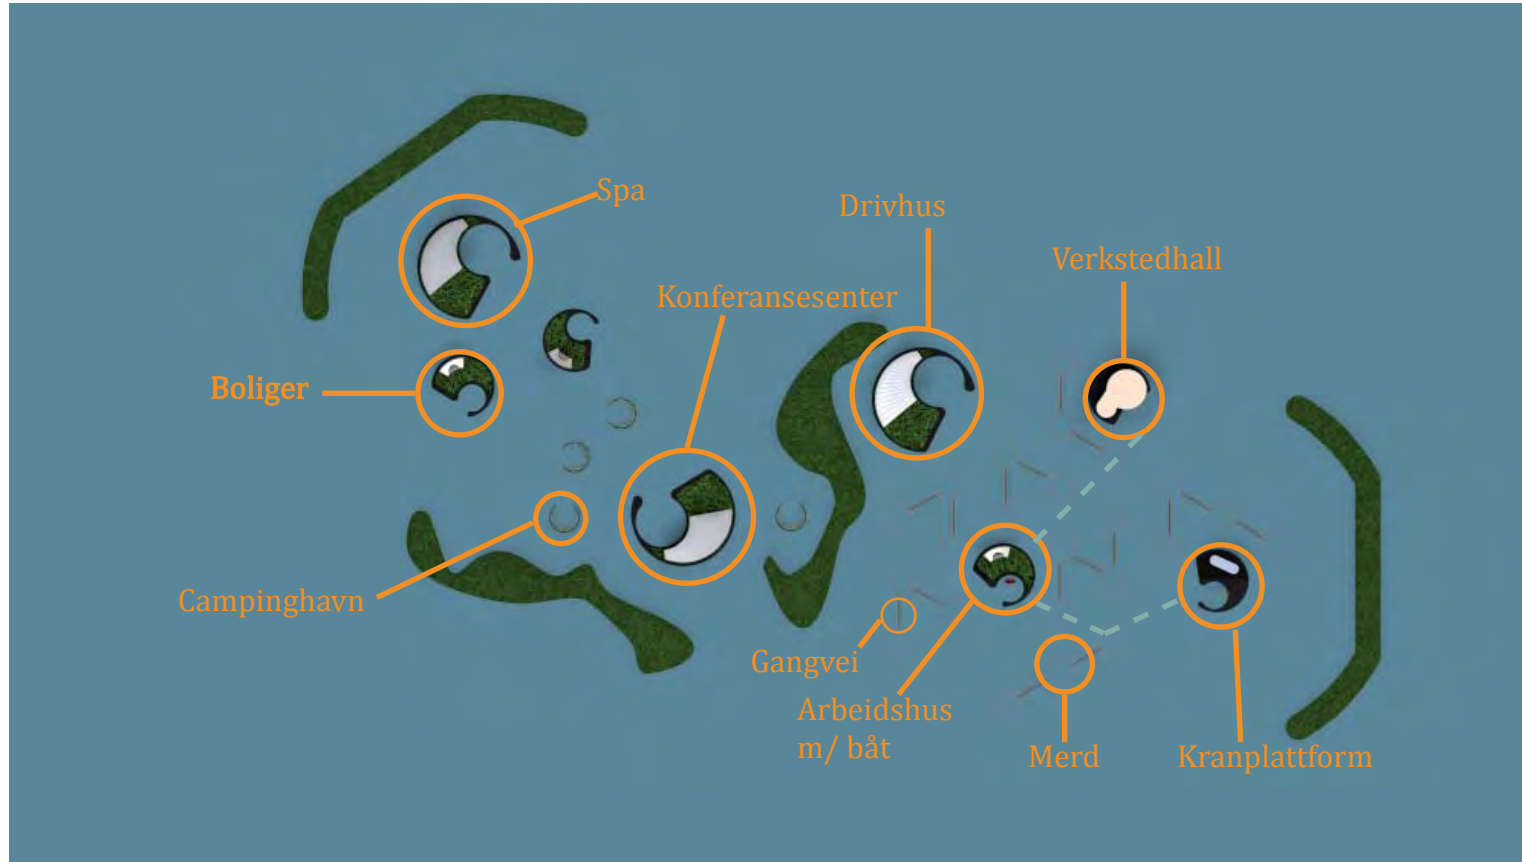 Spa
Drivhus
Verkstedhall
Konferansesenter
Boliger
Campinghavn
Gangvei
Arbeidshus
m/ båt
Merd
Kranplattform